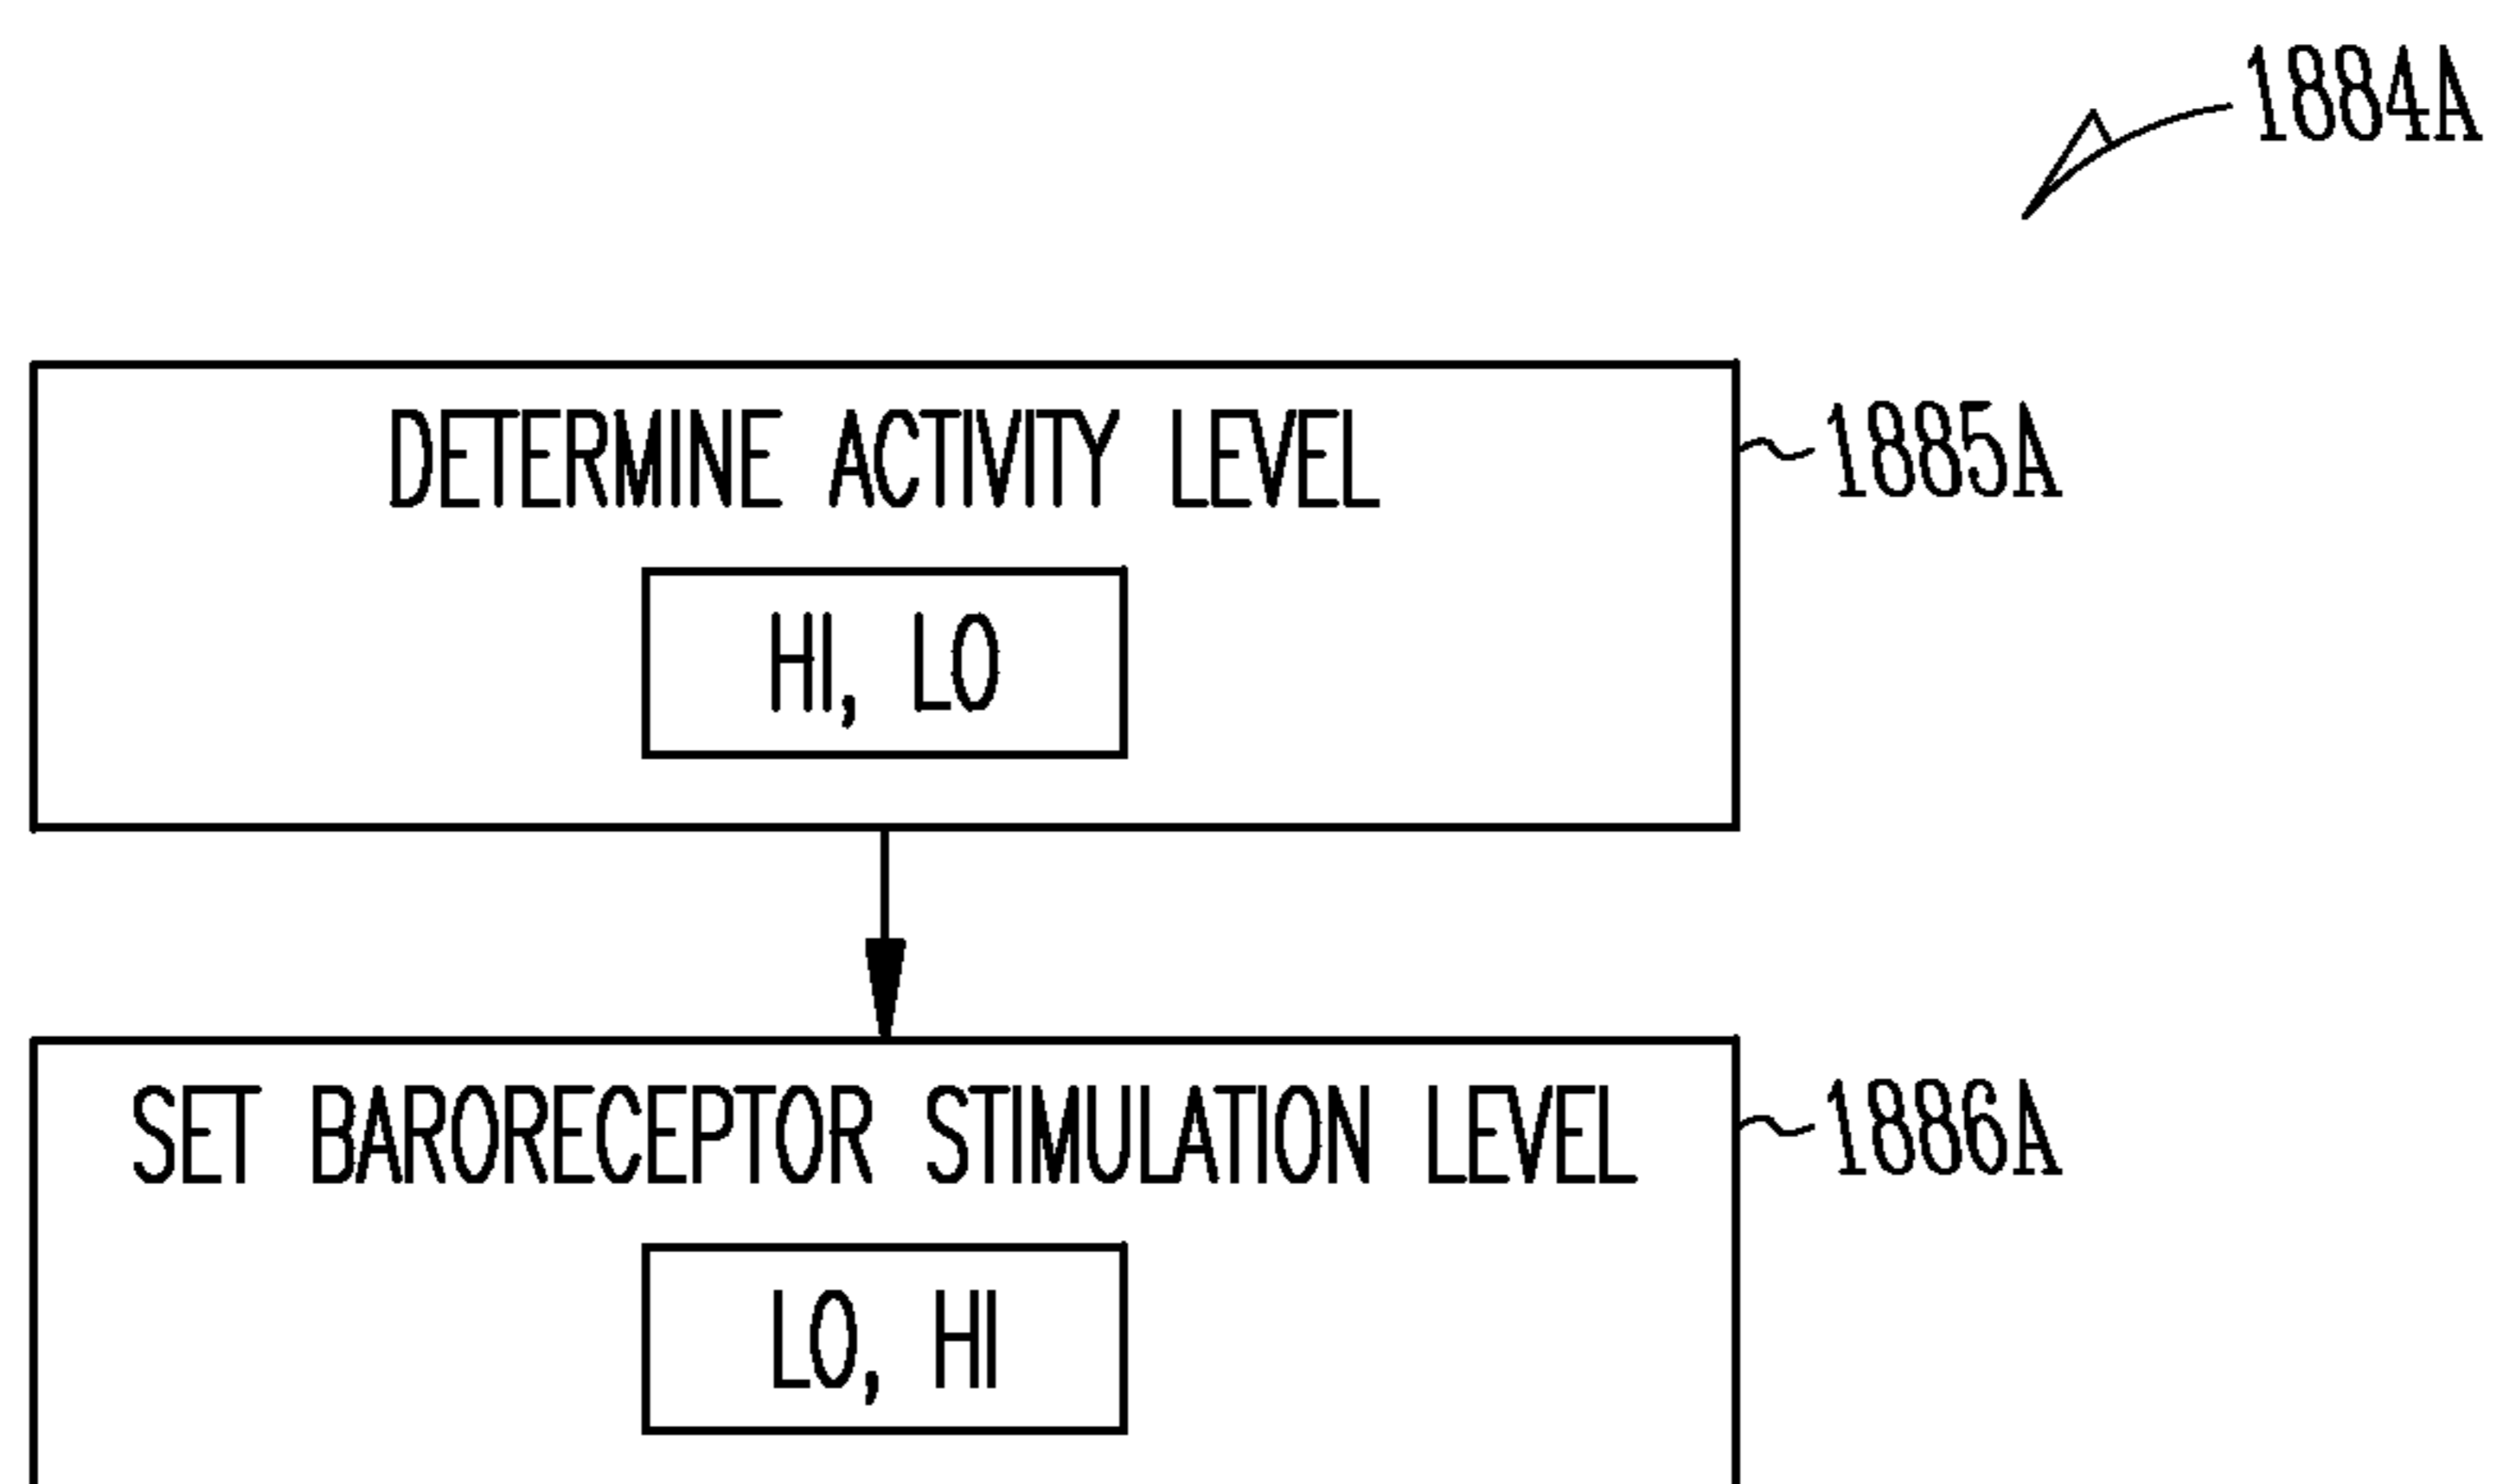 1884A
DETERMINE ACTIVITY LEVEL
1885A
HI, LO
SET BARORECEPTOR STIMULATION LEVEL
1886A
LO, HI